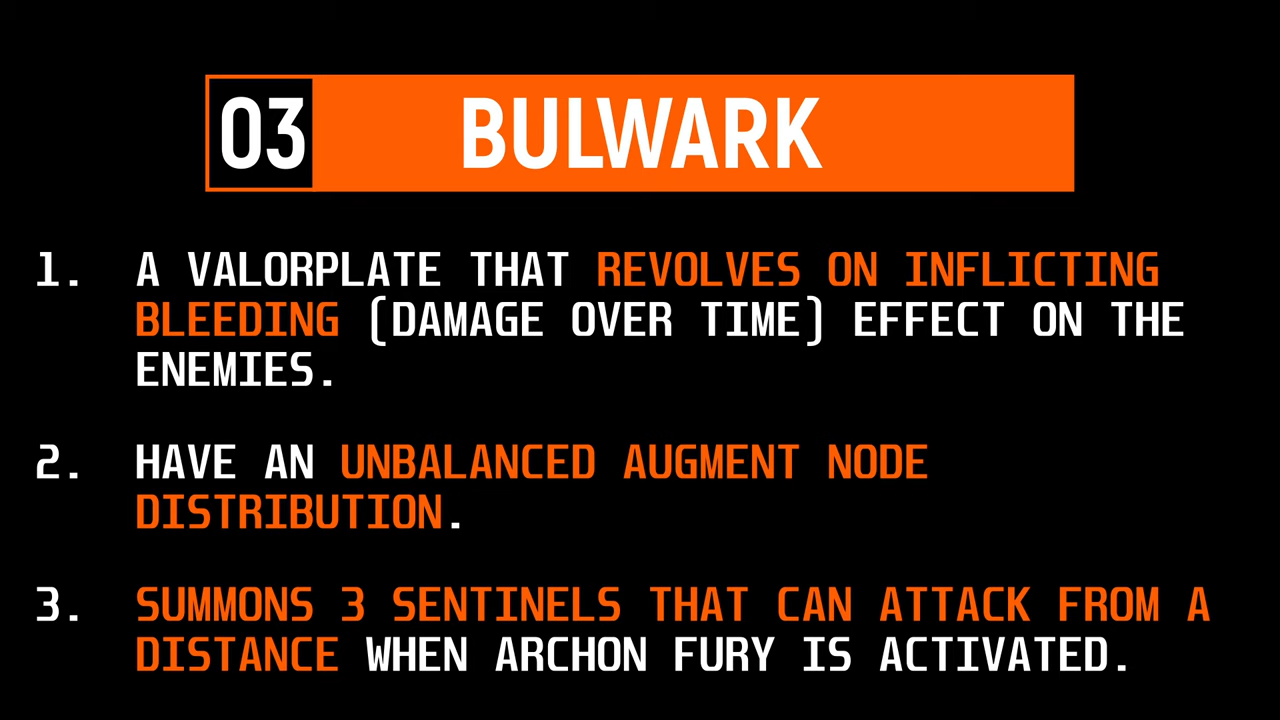 03 BULWARK
1. A VALORPLATE THAT REVOLVES ON INFLICTING
BLEEDING (DAMAGE OVER TIME) EFFECT ON THE
ENEMIES.
2. HAVE AN UNBALANCED AUGMENT NODE
DISTRIBUTION.
3. SUMMONS 3 SENTINELS THAT CAN ATTACK FROM A
DISTANCE WHEN ARCHON FURY IS ACTIVATED.